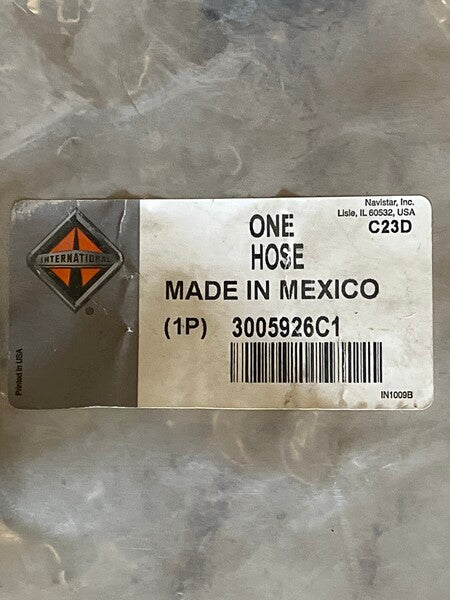 Navistar, Inc.
Lisle, IL 60532, USA
C23D
ONE
HOSE
MADE IN MEXICO
(1P) 3005926C1
INTERNATIONAL
®
Printed in USA
IN1009B